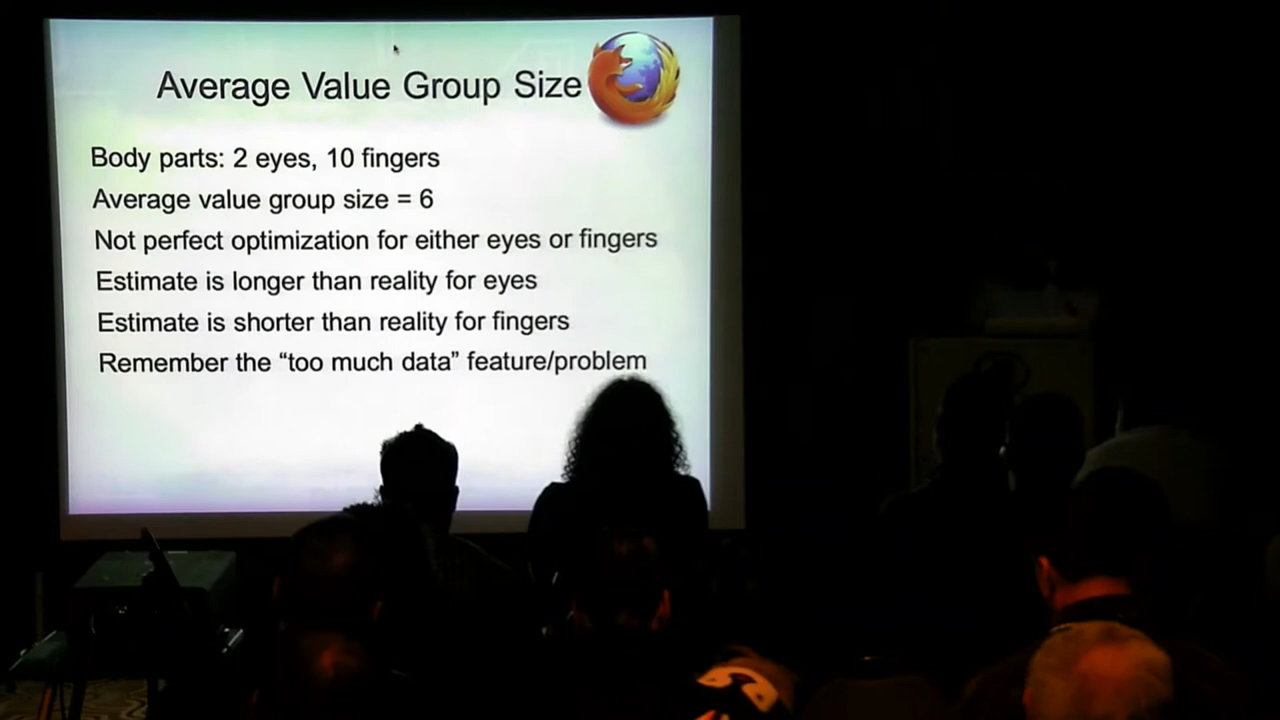 Average Value Group Size
Body parts: 2 eyes, 10 fingers
Average value group size = 6
Not perfect optimization for either eyes or fingers
Estimate is longer than reality for eyes
Estimate is shorter than reality for fingers
Remember the “too much data” feature/problem